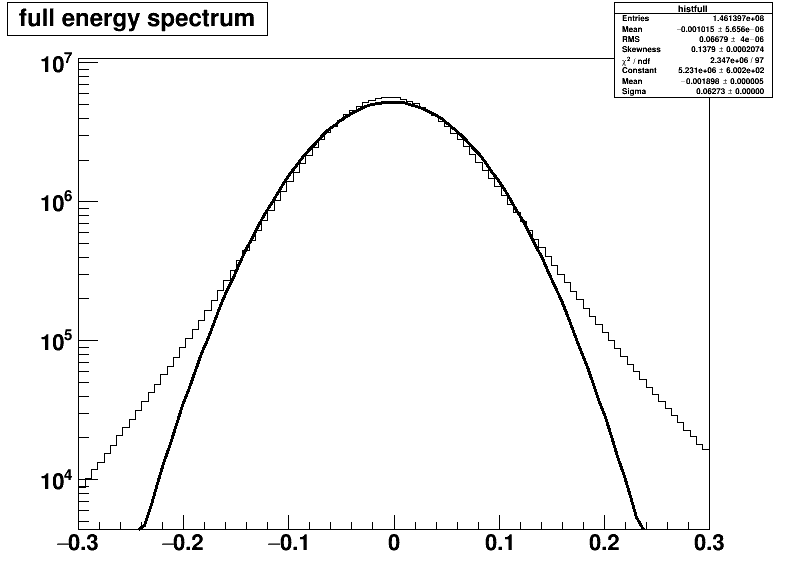 full energy spectrum
histfull
Entries 1.461397e+08
Mean −0.001015 ± 5.656e−06
RMS 0.06679 ± 4e−06
Skewness 0.1379 ± 0.0002074
χ² / ndf 2.347e+06 / 97
Constant 5.231e+06 ± 6.002e+02
Mean −0.001898 ± 0.000005
Sigma 0.06273 ± 0.00000
10⁷
10⁶
10⁵
10⁴
−0.3 −0.2 −0.1 0 0.1 0.2 0.3